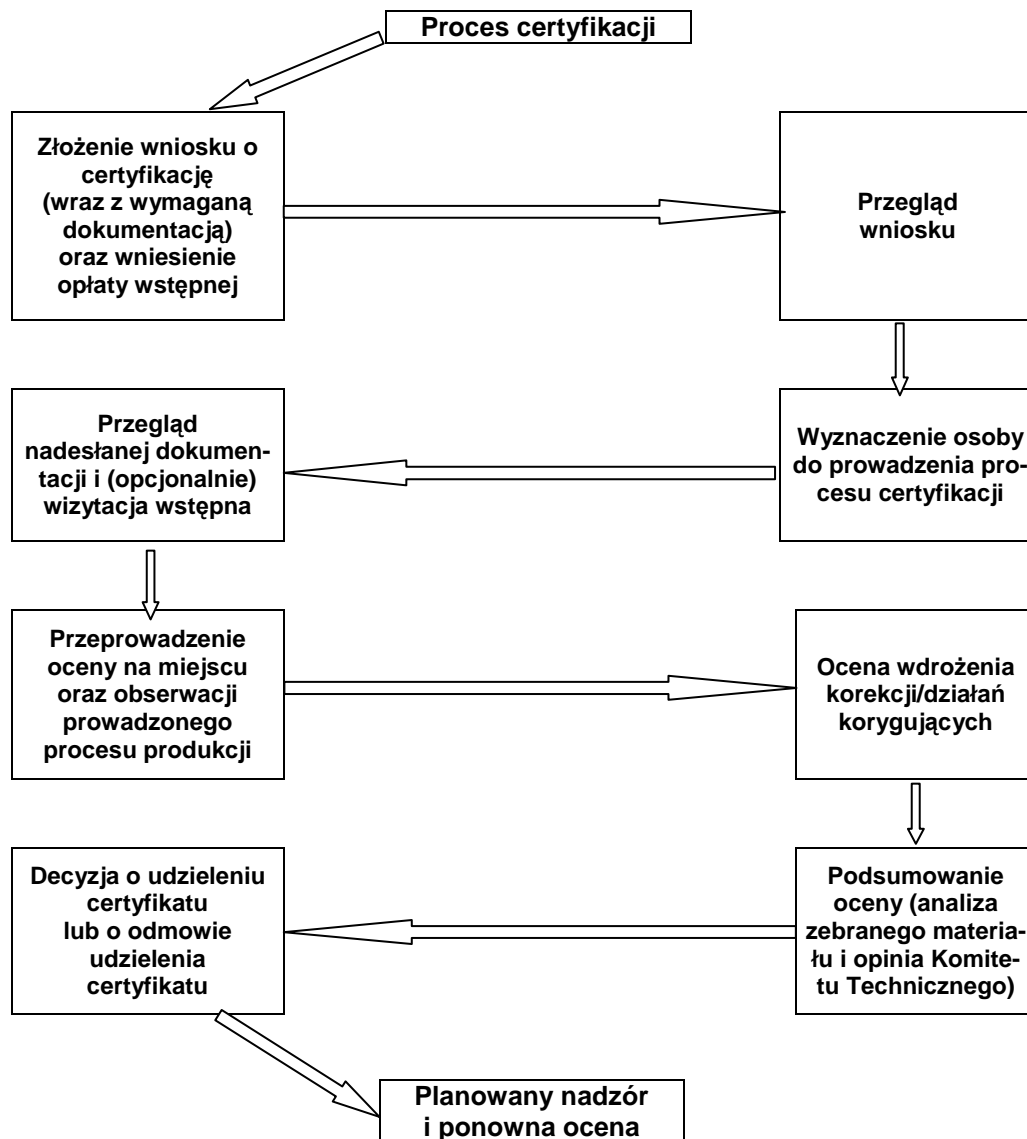 Proces certyfikacji
Złożenie wniosku o
certyfikację
(wraz z wymaganą
dokumentacją)
oraz wniesienie
opłaty wstępnej
Przegląd
wniosku
Wyznaczenie osoby
do prowadzenia pro-
cesu certyfikacji
Przegląd
nadesłanej dokumen-
tacji i (opcjonalnie)
wizytacja wstępna
Przeprowadzenie
oceny na miejscu
oraz obserwacji
prowadzonego
procesu produkcji
Ocena wdrożenia
korekcji/działań
korygujących
Podsumowanie
oceny (analiza
zebranego materia-
łu i opinia Komite-
tu Technicznego)
Decyzja o udzieleniu
certyfikatu
lub o odmowie
udzielenia
certyfikatu
Planowany nadzór
i ponowna ocena